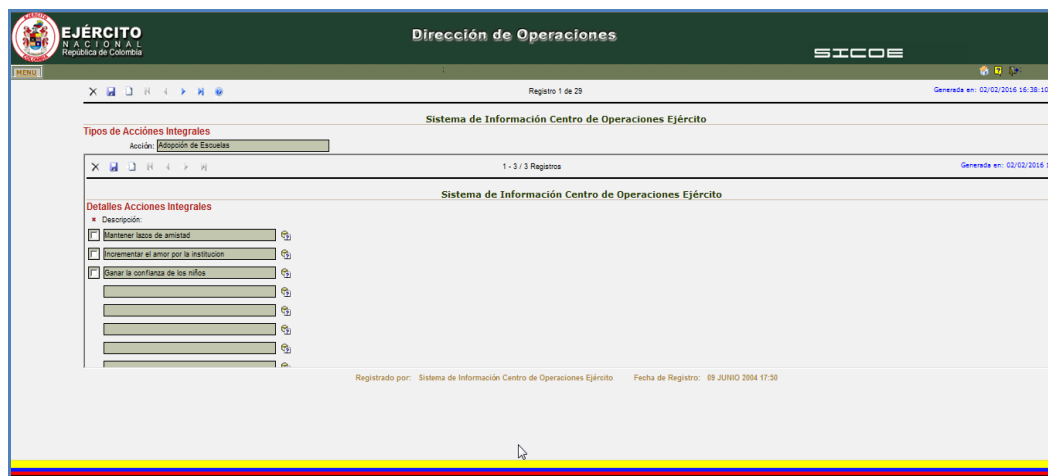 EJÉRCITO
NACIONAL
República de Colombia
Dirección de Operaciones
SICOE
MENU
Registro 1 de 29
Generada en: 02/02/2016 16:38:10
Sistema de Información Centro de Operaciones Ejército
Tipos de Acciónes Integrales
Acción: Adopción de Escuelas
1 - 3 / 3 Registros
Generada en: 02/02/2016 1
Sistema de Información Centro de Operaciones Ejército
Detalles Acciones Integrales
Descripción:
Mantener lazos de amistad
Incrementar el amor por la institucion
Ganar la confianza de los niños
Registrado por: Sistema de Información Centro de Operaciones Ejército Fecha de Registro: 09 JUNIO 2004 17:50